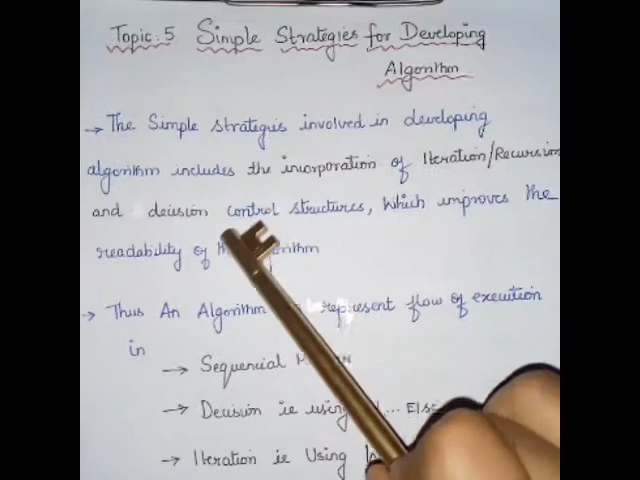 Topic: 5 Simple Strategies for Developing
Algorithm
→ The Simple strategies involved in developing
algorithm includes the incorporation of Iteration/Recursion
and decision control structures, which improves the
readability of algorithm
→ Thus An Algorithm represent flow of execution
in
→ Sequencial
→ Decision ie using ... Else
→ Iteration ie Using